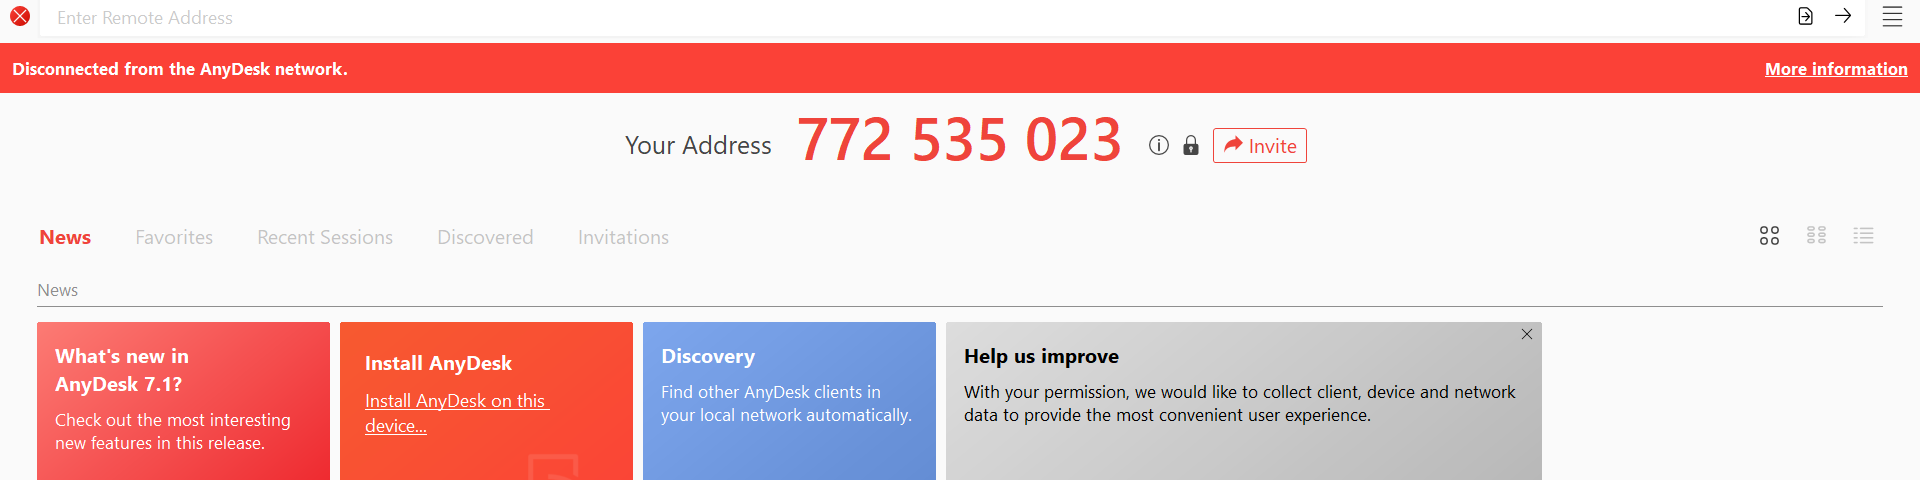 Enter Remote Address
Disconnected from the AnyDesk network.
More information
Your Address 772 535 023 Invite
News Favorites Recent Sessions Discovered Invitations
News
What's new in
AnyDesk 7.1?
Check out the most interesting
new features in this release.
Install AnyDesk
Install AnyDesk on this
device...
Discovery
Find other AnyDesk clients in
your local network automatically.
Help us improve
With your permission, we would like to collect client, device and network
data to provide the most convenient user experience.